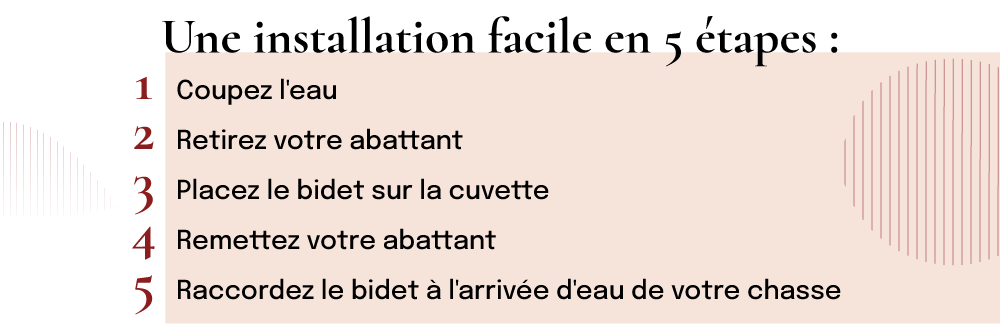 Une installation facile en 5 étapes :
1 Coupez l'eau
2 Retirez votre abattant
3 Placez le bidet sur la cuvette
4 Remettez votre abattant
5 Raccordez le bidet à l'arrivée d'eau de votre chasse